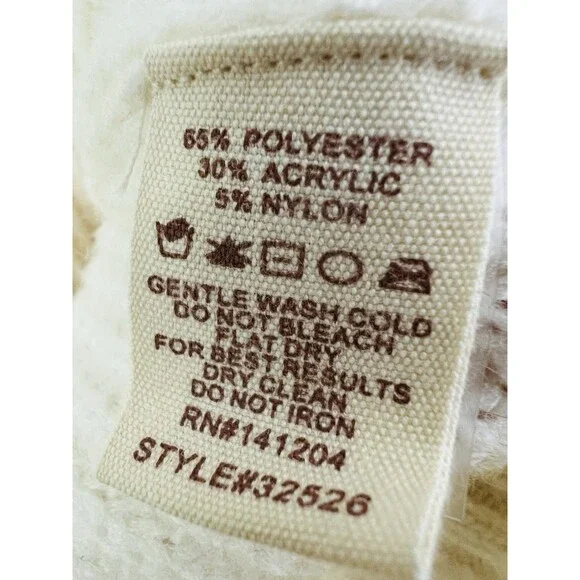 65% POLYESTER
30% ACRYLIC
5% NYLON
GENTLE WASH COLD
DO NOT BLEACH
FLAT DRY
FOR BEST RESULTS
DRY CLEAN
DO NOT IRON
RN#141204
STYLE#32526